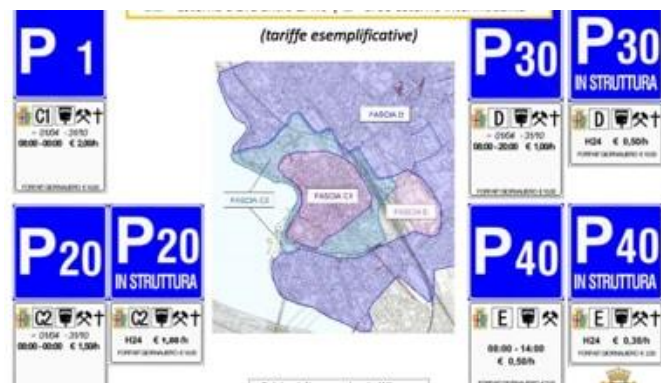 (tariffe esemplificative)
P 1
C1
01/04 - 31/10
08:00-00:00 € 2,00/h
P30
D
01/04 - 31/10
08:00-20:00 € 1,00/h
P30
IN STRUTTURA
D
H24 € 0,50/h
FASCIA D
FASCIA C2
FASCIA C1
FASCIA E
P20
C2
01/04 - 31/10
08:00-00:00 € 1,50/h
P20
IN STRUTTURA
C2
H24 € 1,00/h
P40
E
08:00 - 14:00
€ 0,50/h
P40
IN STRUTTURA
E
H24 € 0,30/h